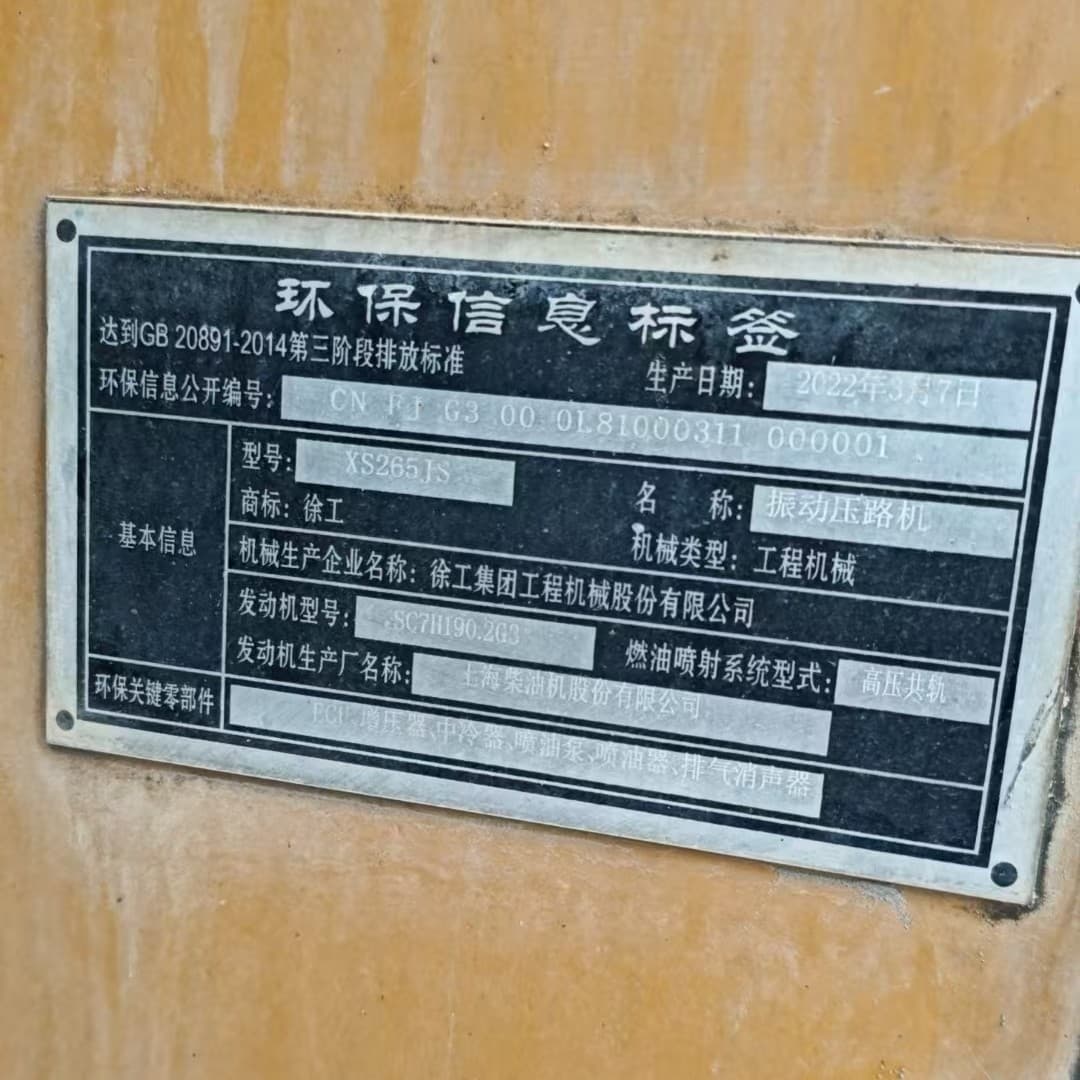 环保信息标签
达到GB 20891-2014第三阶段排放标准
生产日期: 2022年3月7日
环保信息公开编号: CN FJ G3 00 0L81000311 000001
基本信息
型号: XS265JS
名 称: 振动压路机
商标: 徐工
机械类型: 工程机械
机械生产企业名称: 徐工集团工程机械股份有限公司
发动机型号: SC7H190.2G3
燃油喷射系统型式: 高压共轨
发动机生产厂名称: 上海柴油机股份有限公司
环保关键零部件
ECU、增压器、中冷器、喷油泵、喷油器、排气消声器